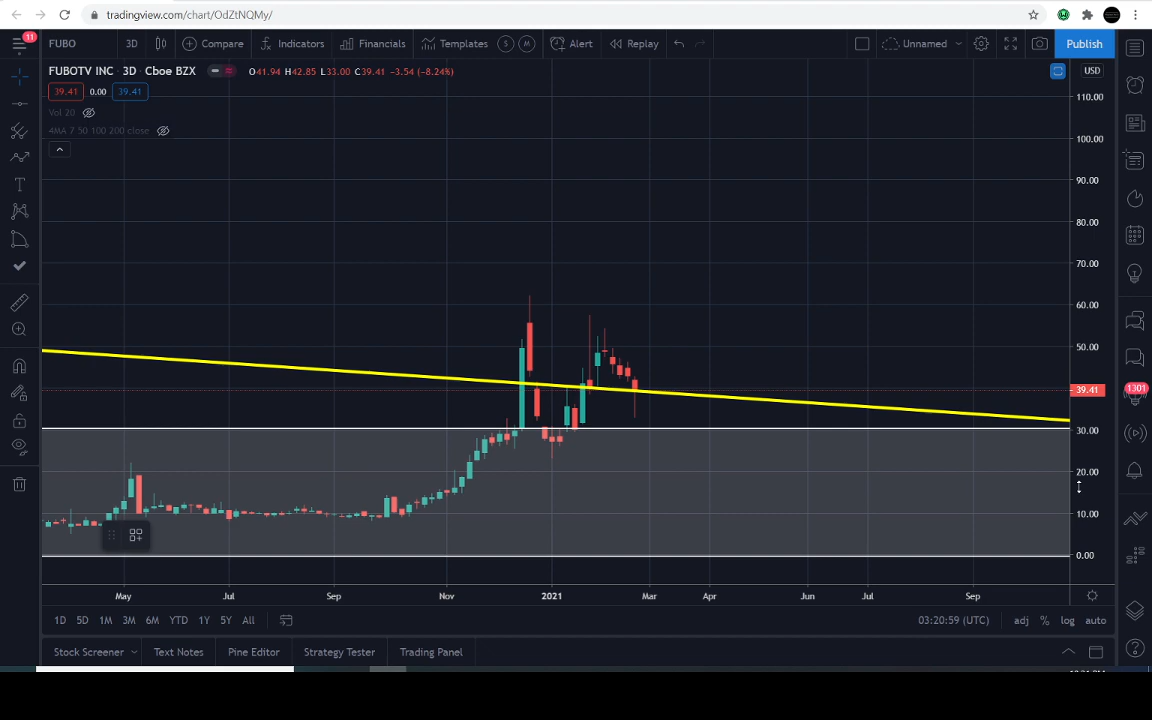 tradingview.com/chart/OdZtNQMy/
11
FUBO 3D Compare Indicators Financials Templates S M Alert Replay Unnamed Publish
FUBOTV INC • 3D • Cboe BZX O41.94 H42.85 L33.00 C39.41 −3.54 (−8.24%)
USD
39.41 0.00 39.41
Vol 20
4MA 7 50 100 200 close
110.00
100.00
90.00
80.00
70.00
60.00
50.00
39.41
1301
30.00
20.00
10.00
0.00
May Jul Sep Nov 2021 Mar Apr Jun Jul Sep
1D 5D 1M 3M 6M YTD 1Y 5Y All 03:20:59 (UTC) adj % log auto
Stock Screener Text Notes Pine Editor Strategy Tester Trading Panel